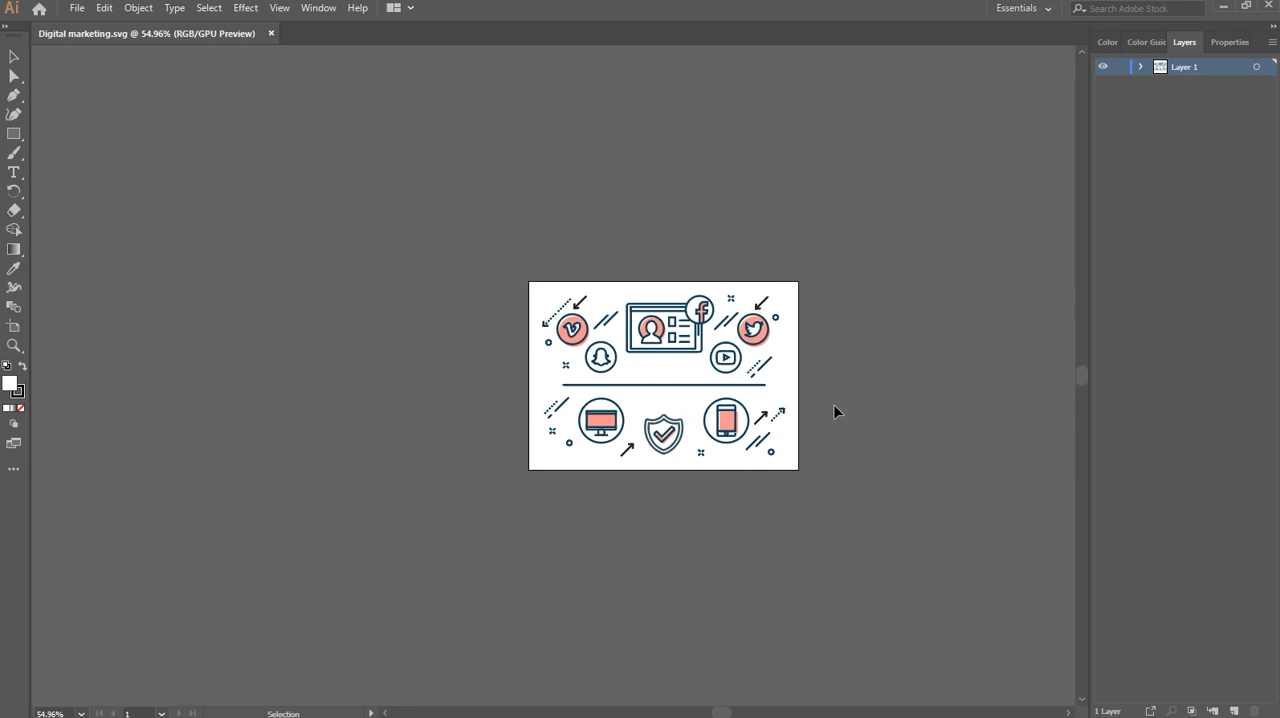 Ai File Edit Object Type Select Effect View Window Help Essentials Search Adobe Stock
Digital marketing.svg @ 54.96% (RGB/GPU Preview) ×
Color Color Guic Layers Properties
Layer 1
54.96% 1 Selection 1 Layer